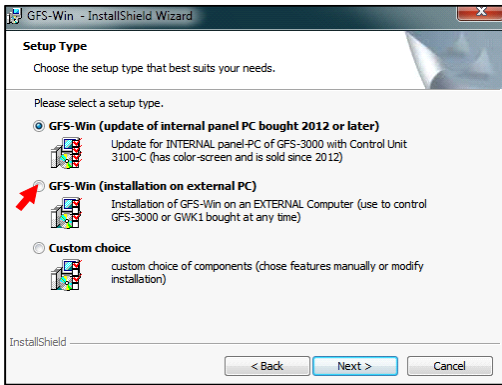 GFS-Win - InstallShield Wizard
Setup Type
Choose the setup type that best suits your needs.
Please select a setup type.
GFS-Win (update of internal panel PC bought 2012 or later)
Update for INTERNAL panel-PC of GFS-3000 with Control Unit
3100-C (has color-screen and is sold since 2012)
GFS-Win (installation on external PC)
Installation of GFS-Win on an EXTERNAL Computer (use to control
GFS-3000 or GWK1 bought at any time)
Custom choice
custom choice of components (chose features manually or modify
installation)
InstallShield
< Back Next > Cancel